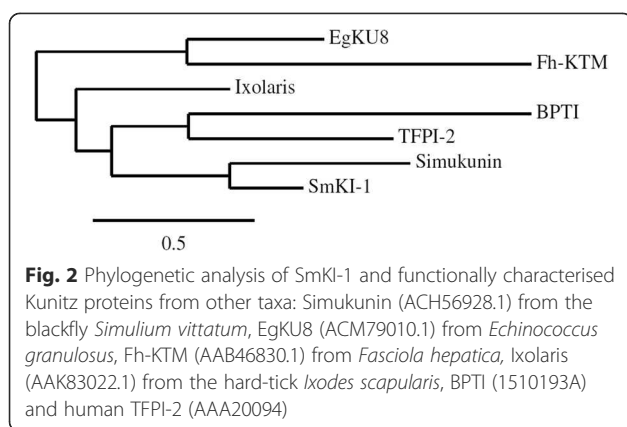 EgKU8
Fh-KTM
Ixolaris
BPTI
TFPI-2
Simukunin
SmKI-1
0.5
Fig. 2 Phylogenetic analysis of SmKI-1 and functionally characterised
Kunitz proteins from other taxa: Simukunin (ACH56928.1) from the
blackfly Simulium vittatum, EgKU8 (ACM79010.1) from Echinococcus
granulosus, Fh-KTM (AAB46830.1) from Fasciola hepatica, Ixolaris
(AAK83022.1) from the hard-tick Ixodes scapularis, BPTI (1510193A)
and human TFPI-2 (AAA20094)